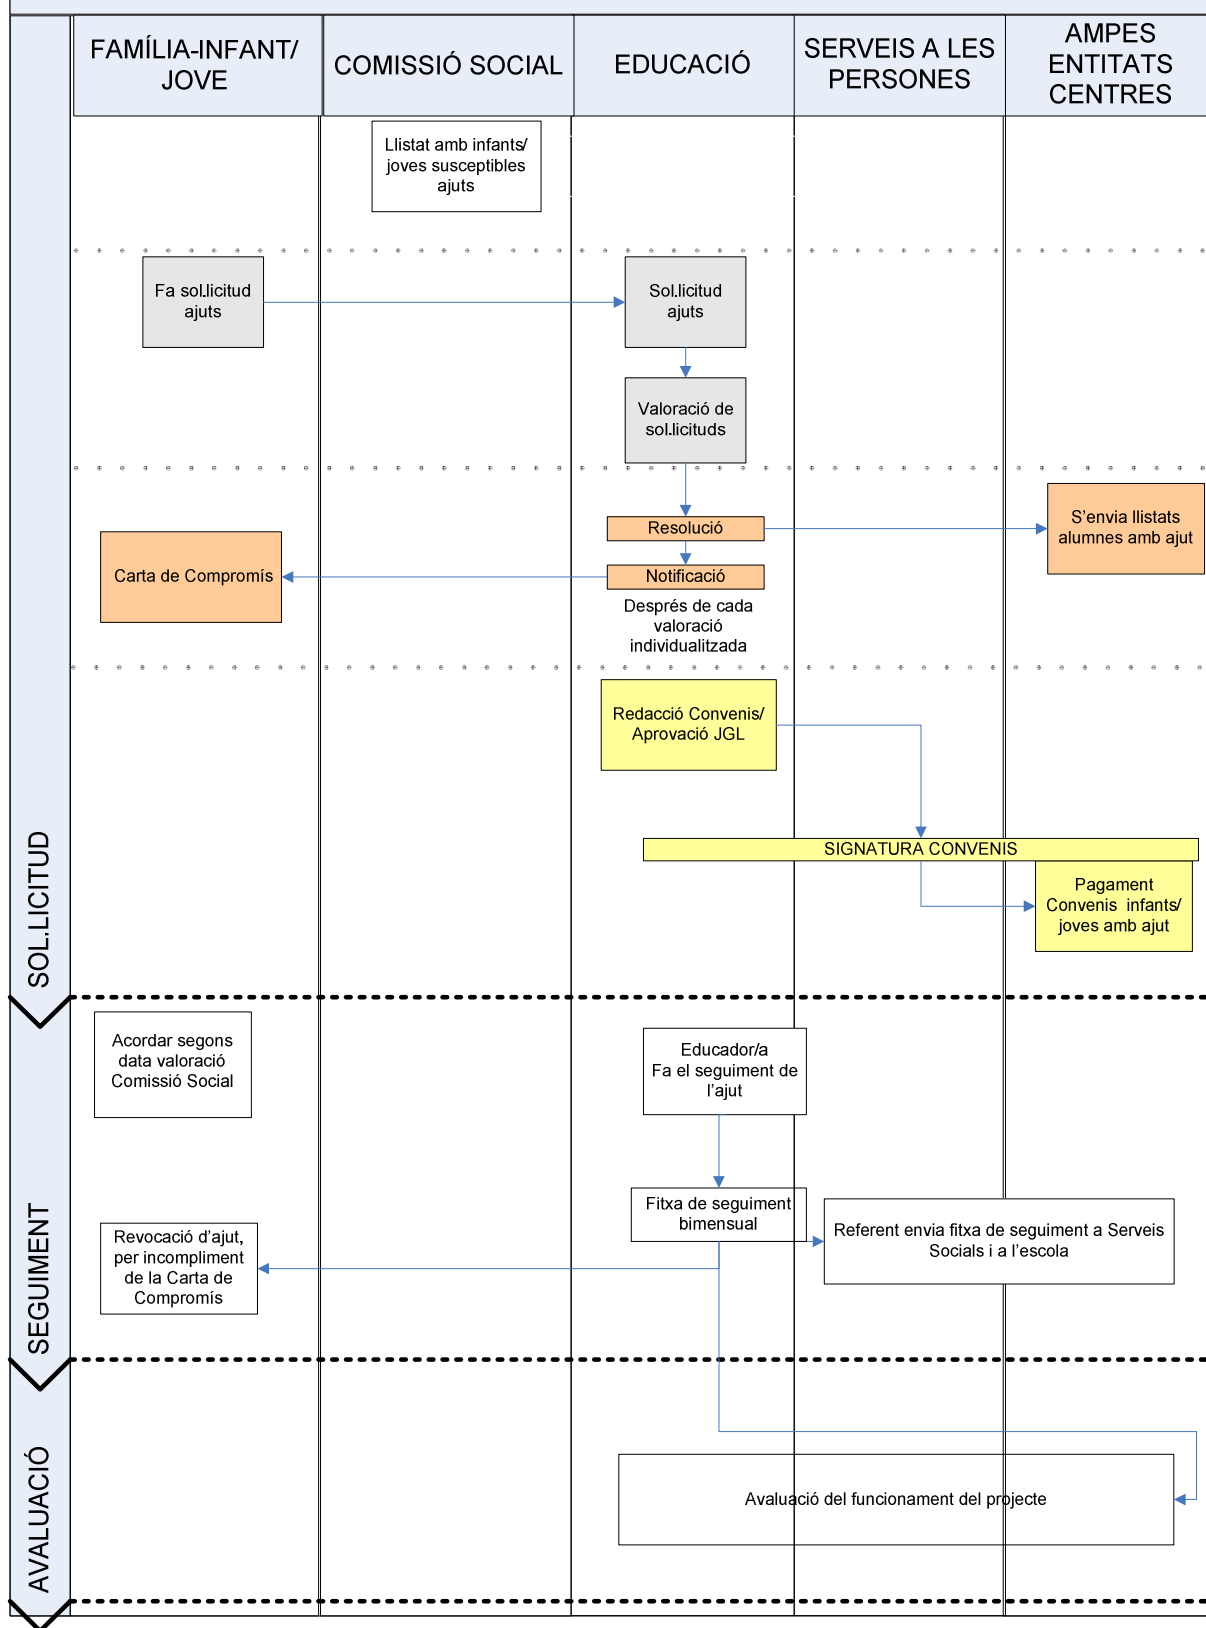 FAMÍLIA-INFANT/
JOVE
COMISSIÓ SOCIAL
EDUCACIÓ
SERVEIS A LES
PERSONES
AMPES
ENTITATS
CENTRES
SOL.LICITUD
Llistat amb infants/
joves susceptibles
ajuts
Fa sol.licitud
ajuts
Sol.licitud
ajuts
Valoració de
sol.licituds
Resolució
S'envia llistats
alumnes amb ajut
Carta de Compromís
Notificació
Després de cada
valoració
individualitzada
Redacció Convenis/
Aprovació JGL
SIGNATURA CONVENIS
Pagament
Convenis infants/
joves amb ajut
SEGUIMENT
Acordar segons
data valoració
Comissió Social
Educador/a
Fa el seguiment de
l'ajut
Fitxa de seguiment
bimensual
Referent envia fitxa de seguiment a Serveis
Socials i a l'escola
Revocació d'ajut,
per incompliment
de la Carta de
Compromís
AVALUACIÓ
Avaluació del funcionament del projecte